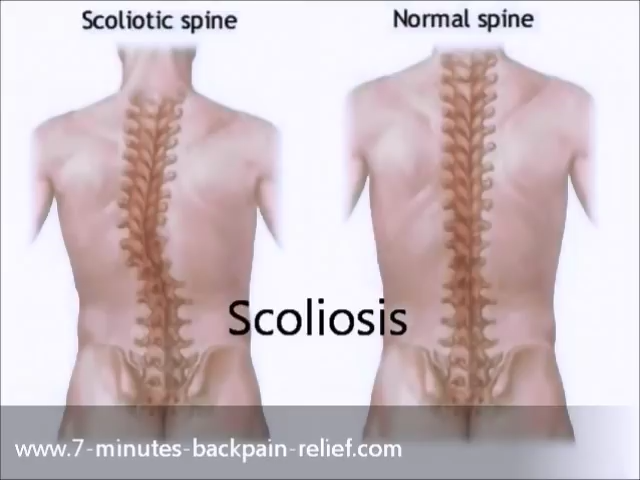 Scoliotic spine
Normal spine
Scoliosis
www.7-minutes-backpain-relief.com